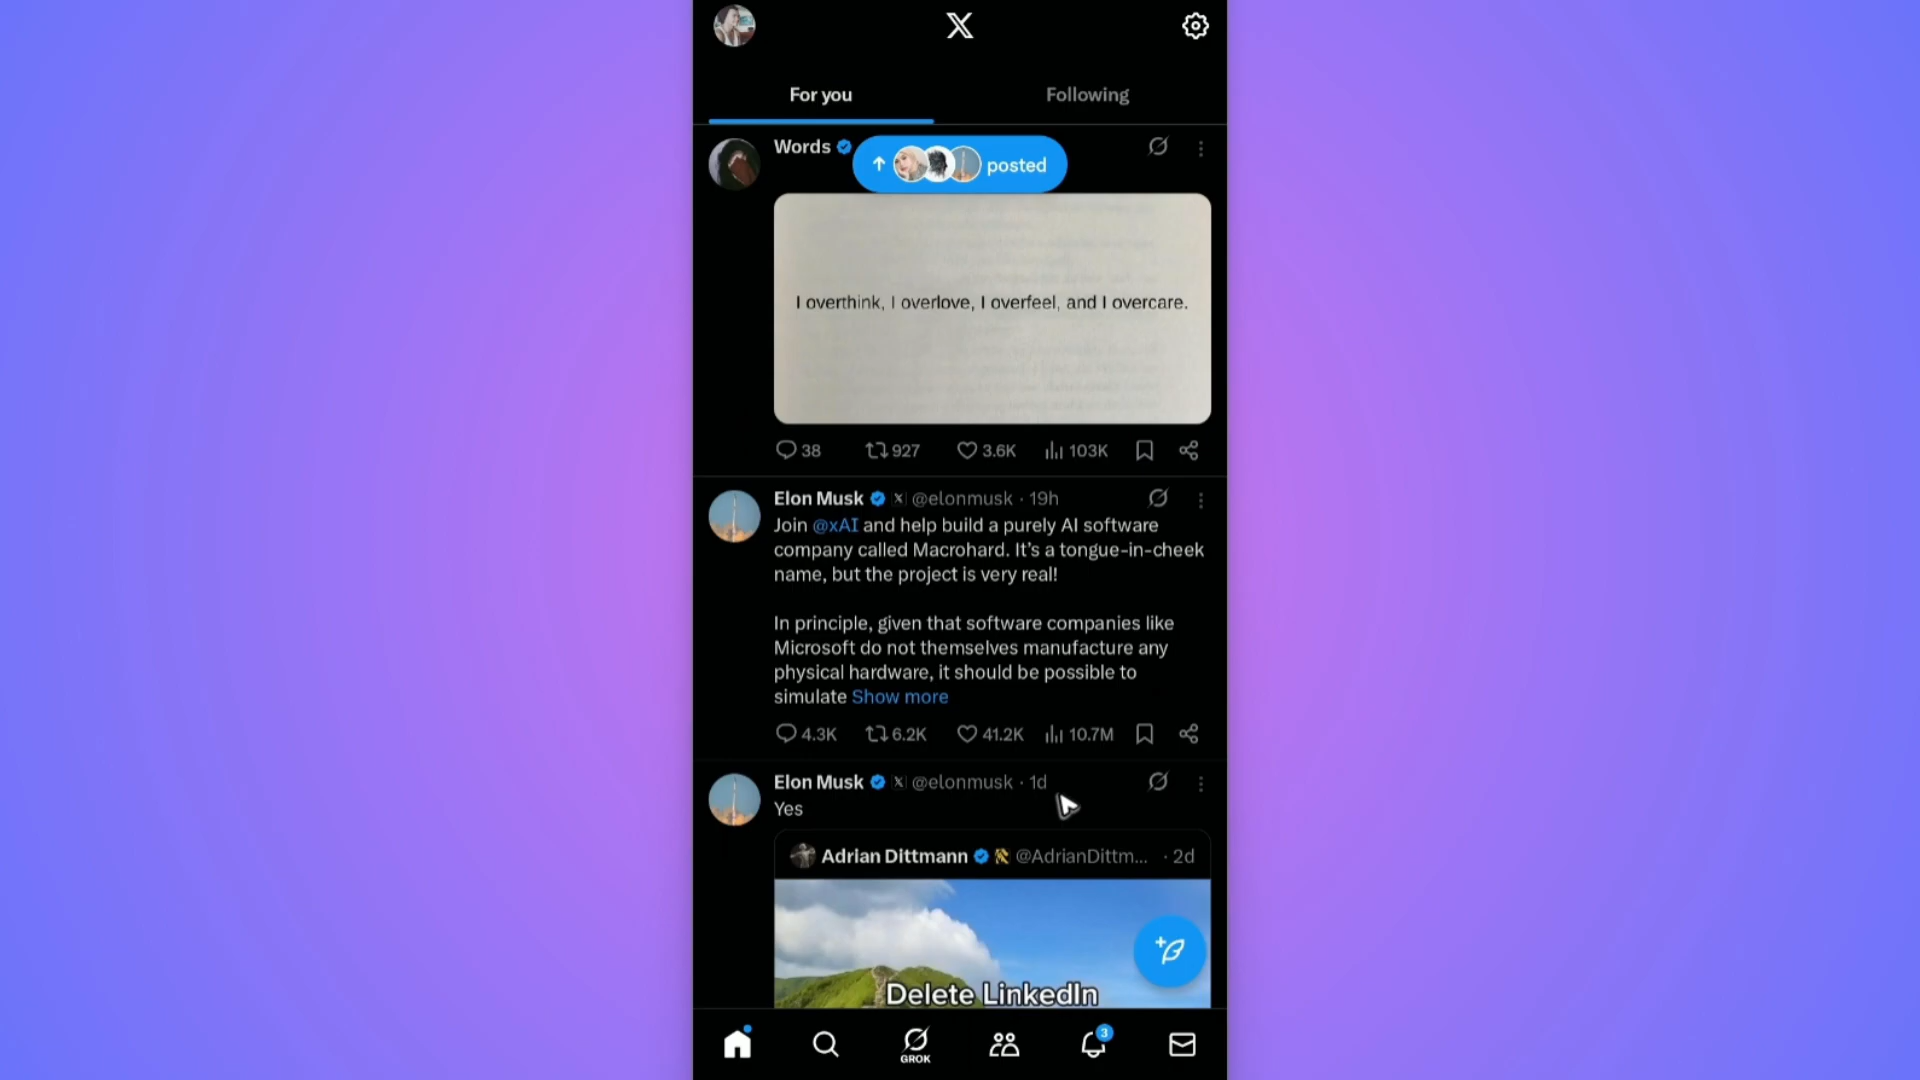 For you
Following
Words
posted
I overthink, I overlove, I overfeel, and I overcare.
38 927 3.6K 103K
Elon Musk @elonmusk · 19h
Join @xAI and help build a purely AI software
company called Macrohard. It’s a tongue-in-cheek
name, but the project is very real!
In principle, given that software companies like
Microsoft do not themselves manufacture any
physical hardware, it should be possible to
simulate Show more
4.3K 6.2K 41.2K 10.7M
Elon Musk @elonmusk · 1d
Yes
Adrian Dittmann @AdrianDittm... · 2d
Delete LinkedIn
3
GROK